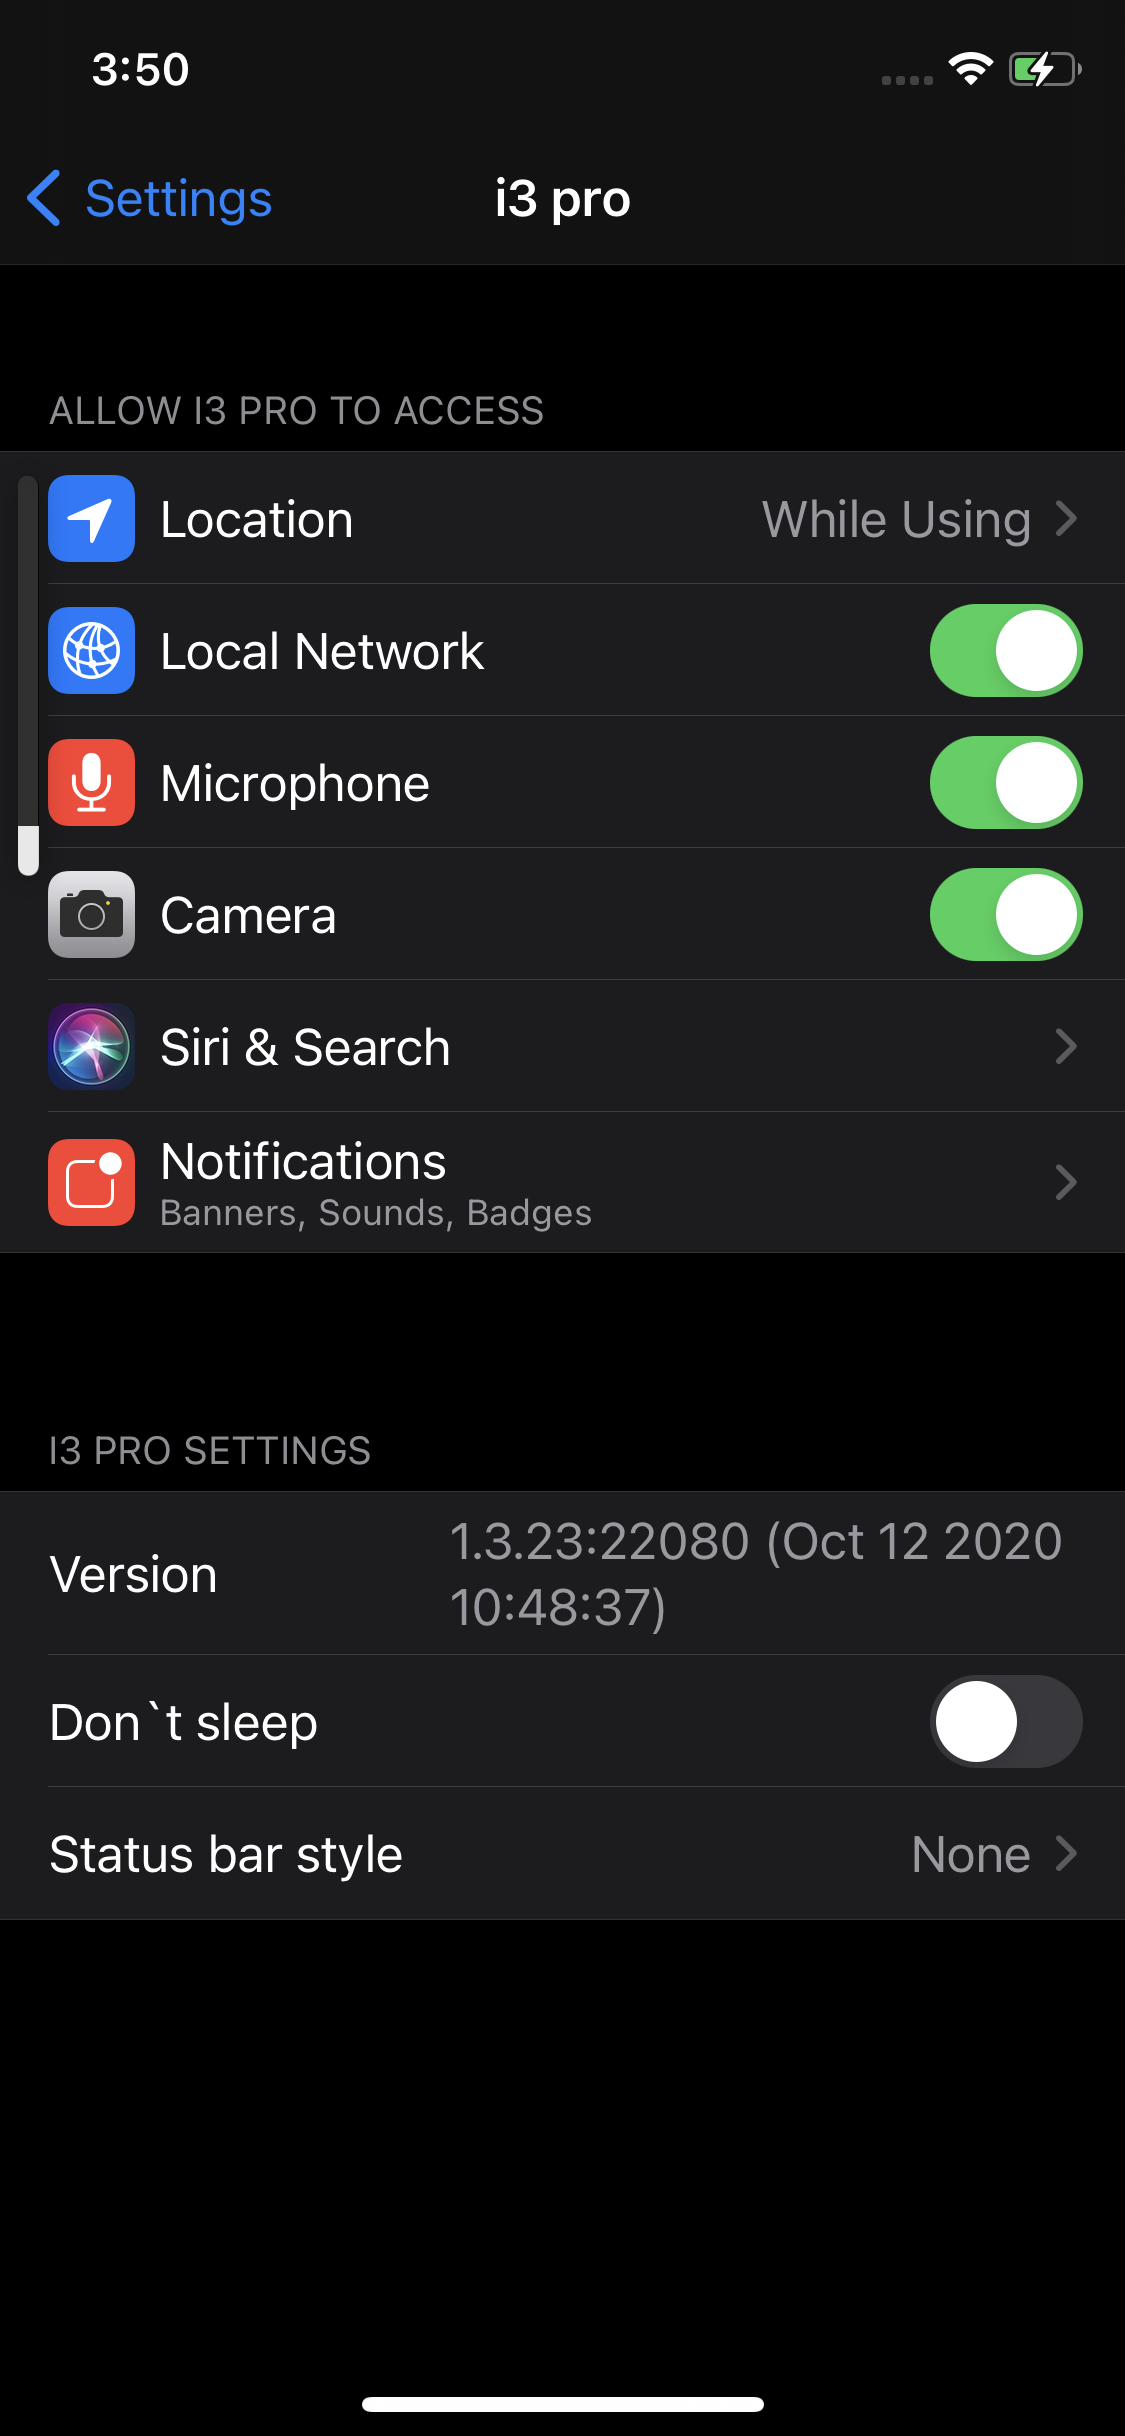 3:50
Settings
i3 pro
ALLOW I3 PRO TO ACCESS
Location
While Using
Local Network
Microphone
Camera
Siri & Search
Notifications
Banners, Sounds, Badges
I3 PRO SETTINGS
Version
1.3.23:22080 (Oct 12 2020
10:48:37)
Don`t sleep
Status bar style
None